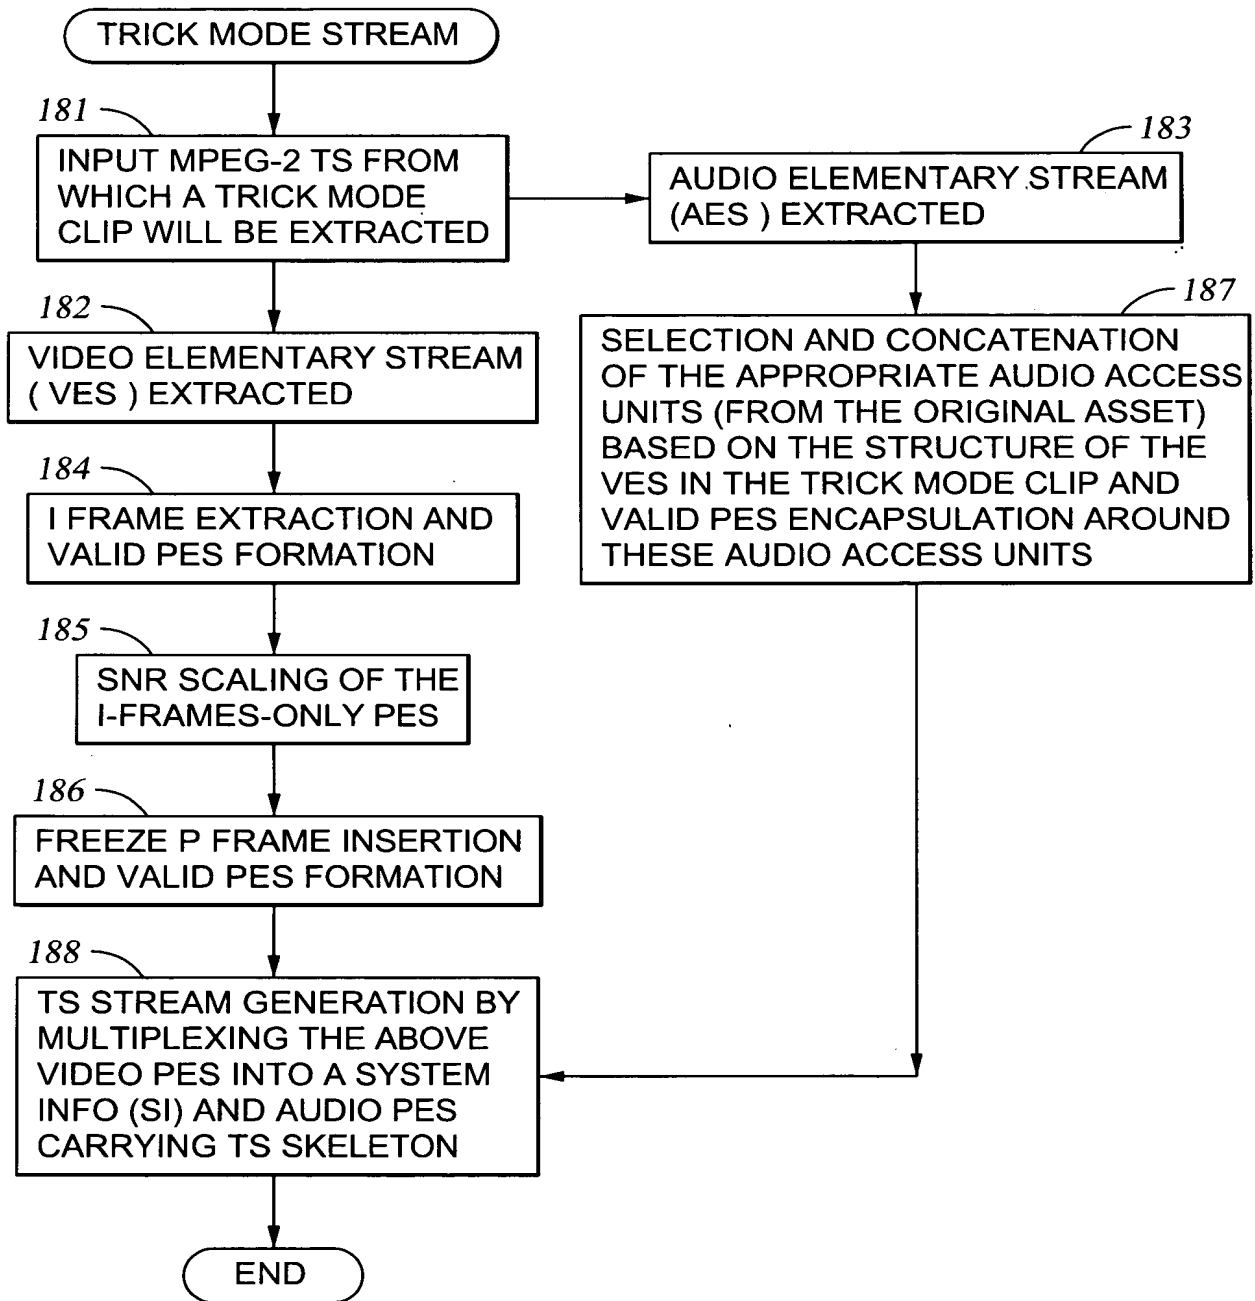 TRICK MODE STREAM
181
INPUT MPEG-2 TS FROM
WHICH A TRICK MODE
CLIP WILL BE EXTRACTED
183
AUDIO ELEMENTARY STREAM
(AES ) EXTRACTED
182
VIDEO ELEMENTARY STREAM
( VES ) EXTRACTED
187
SELECTION AND CONCATENATION
OF THE APPROPRIATE AUDIO ACCESS
UNITS (FROM THE ORIGINAL ASSET)
BASED ON THE STRUCTURE OF THE
VES IN THE TRICK MODE CLIP AND
VALID PES ENCAPSULATION AROUND
THESE AUDIO ACCESS UNITS
184
I FRAME EXTRACTION AND
VALID PES FORMATION
185
SNR SCALING OF THE
I-FRAMES-ONLY PES
186
FREEZE P FRAME INSERTION
AND VALID PES FORMATION
188
TS STREAM GENERATION BY
MULTIPLEXING THE ABOVE
VIDEO PES INTO A SYSTEM
INFO (SI) AND AUDIO PES
CARRYING TS SKELETON
END